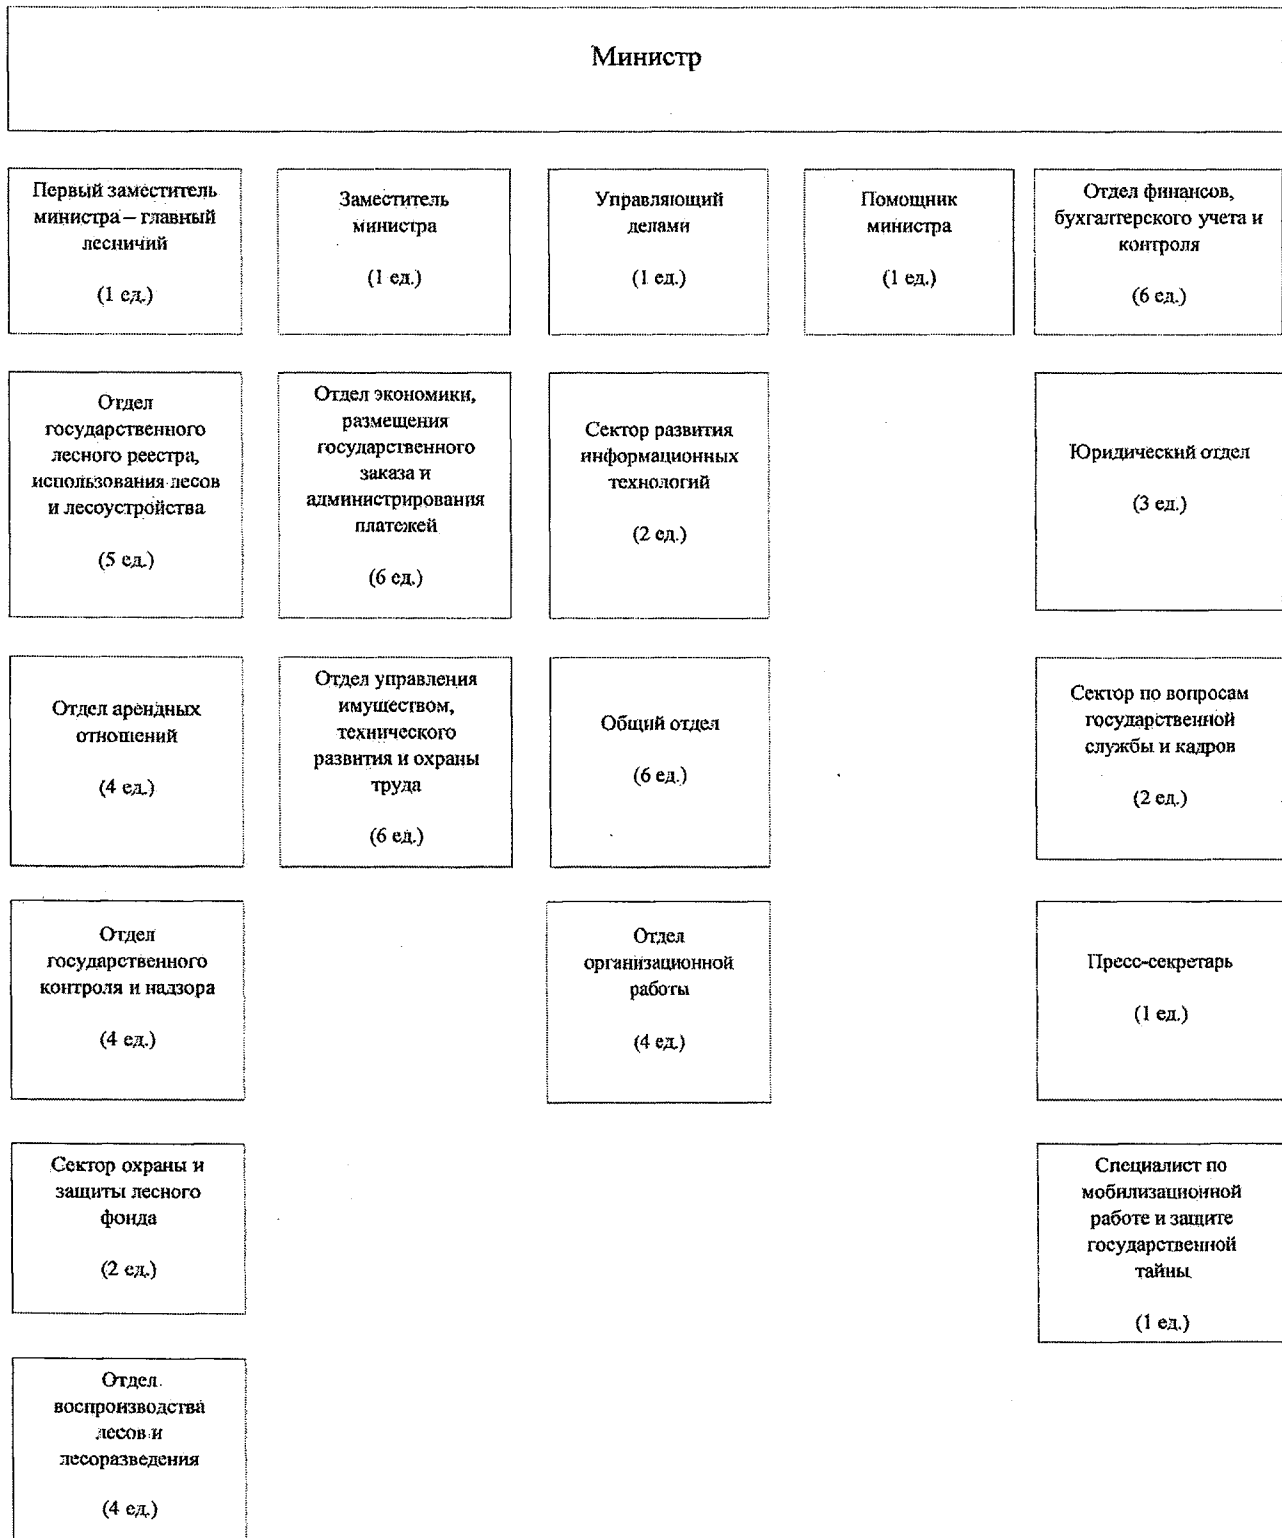 Министр
Первый заместитель
министра – главный
лесничий
(1 ед.)
Заместитель
министра
(1 ед.)
Управляющий
делами
(1 ед.)
Помощник
министра
(1 ед.)
Отдел финансов,
бухгалтерского учета и
контроля
(6 ед.)
Отдел
государственного
лесного реестра,
использования лесов
и лесоустройства
(5 ед.)
Отдел экономики,
размещения
государственного
заказа и
администрирования
платежей
(6 ед.)
Сектор развития
информационных
технологий
(2 ед.)
Юридический отдел
(3 ед.)
Отдел арендных
отношений
(4 ед.)
Отдел управления
имуществом,
технического
развития и охраны
труда
(6 ед.)
Общий отдел
(6 ед.)
Сектор по вопросам
государственной
службы и кадров
(2 ед.)
Отдел
государственного
контроля и надзора
(4 ед.)
Отдел
организационной
работы
(4 ед.)
Пресс-секретарь
(1 ед.)
Сектор охраны и
защиты лесного
фонда
(2 ед.)
Специалист по
мобилизационной
работе и защите
государственной
тайны
(1 ед.)
Отдел
воспроизводства
лесов и
лесоразведения
(4 ед.)